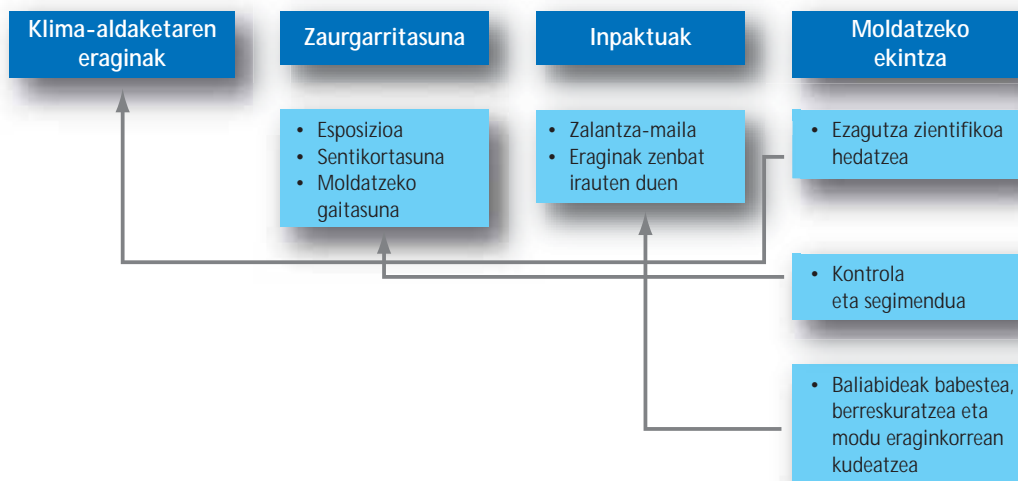 Klima-aldaketaren
eraginak
Zaurgarritasuna
Inpaktuak
Moldatzeko
ekintza
• Esposizioa
• Sentikortasuna
• Moldatzeko
gaitasuna
• Zalantza-maila
• Eraginak zenbat
irauten duen
• Ezagutza zientifikoa
hedatzea
• Kontrola
eta segimendua
• Baliabideak babestea,
berreskuratzea eta
modu eraginkorrean
kudeatzea